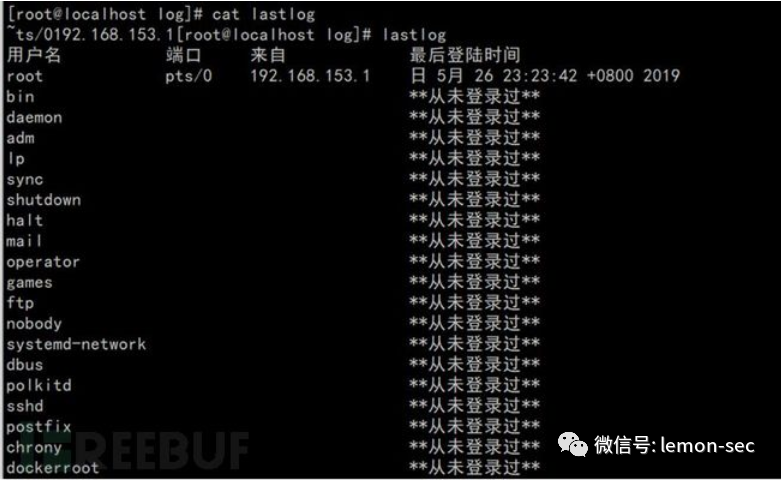 [root@localhost log]# cat lastlog
~ts/0192.168.153.1[root@localhost log]# lastlog
用户名 端口 来自 最后登陆时间
root pts/0 192.168.153.1 日 5月 26 23:23:42 +0800 2019
bin **从未登录过**
daemon **从未登录过**
adm **从未登录过**
lp **从未登录过**
sync **从未登录过**
shutdown **从未登录过**
halt **从未登录过**
mail **从未登录过**
operator **从未登录过**
games **从未登录过**
ftp **从未登录过**
nobody **从未登录过**
systemd-network **从未登录过**
dbus **从未登录过**
polkitd **从未登录过**
sshd **从未登录过**
postfix **从未登录过**
chrony **从未登录过**
dockerroot **从未登录过**
REEBUF
微信号: lemon-sec